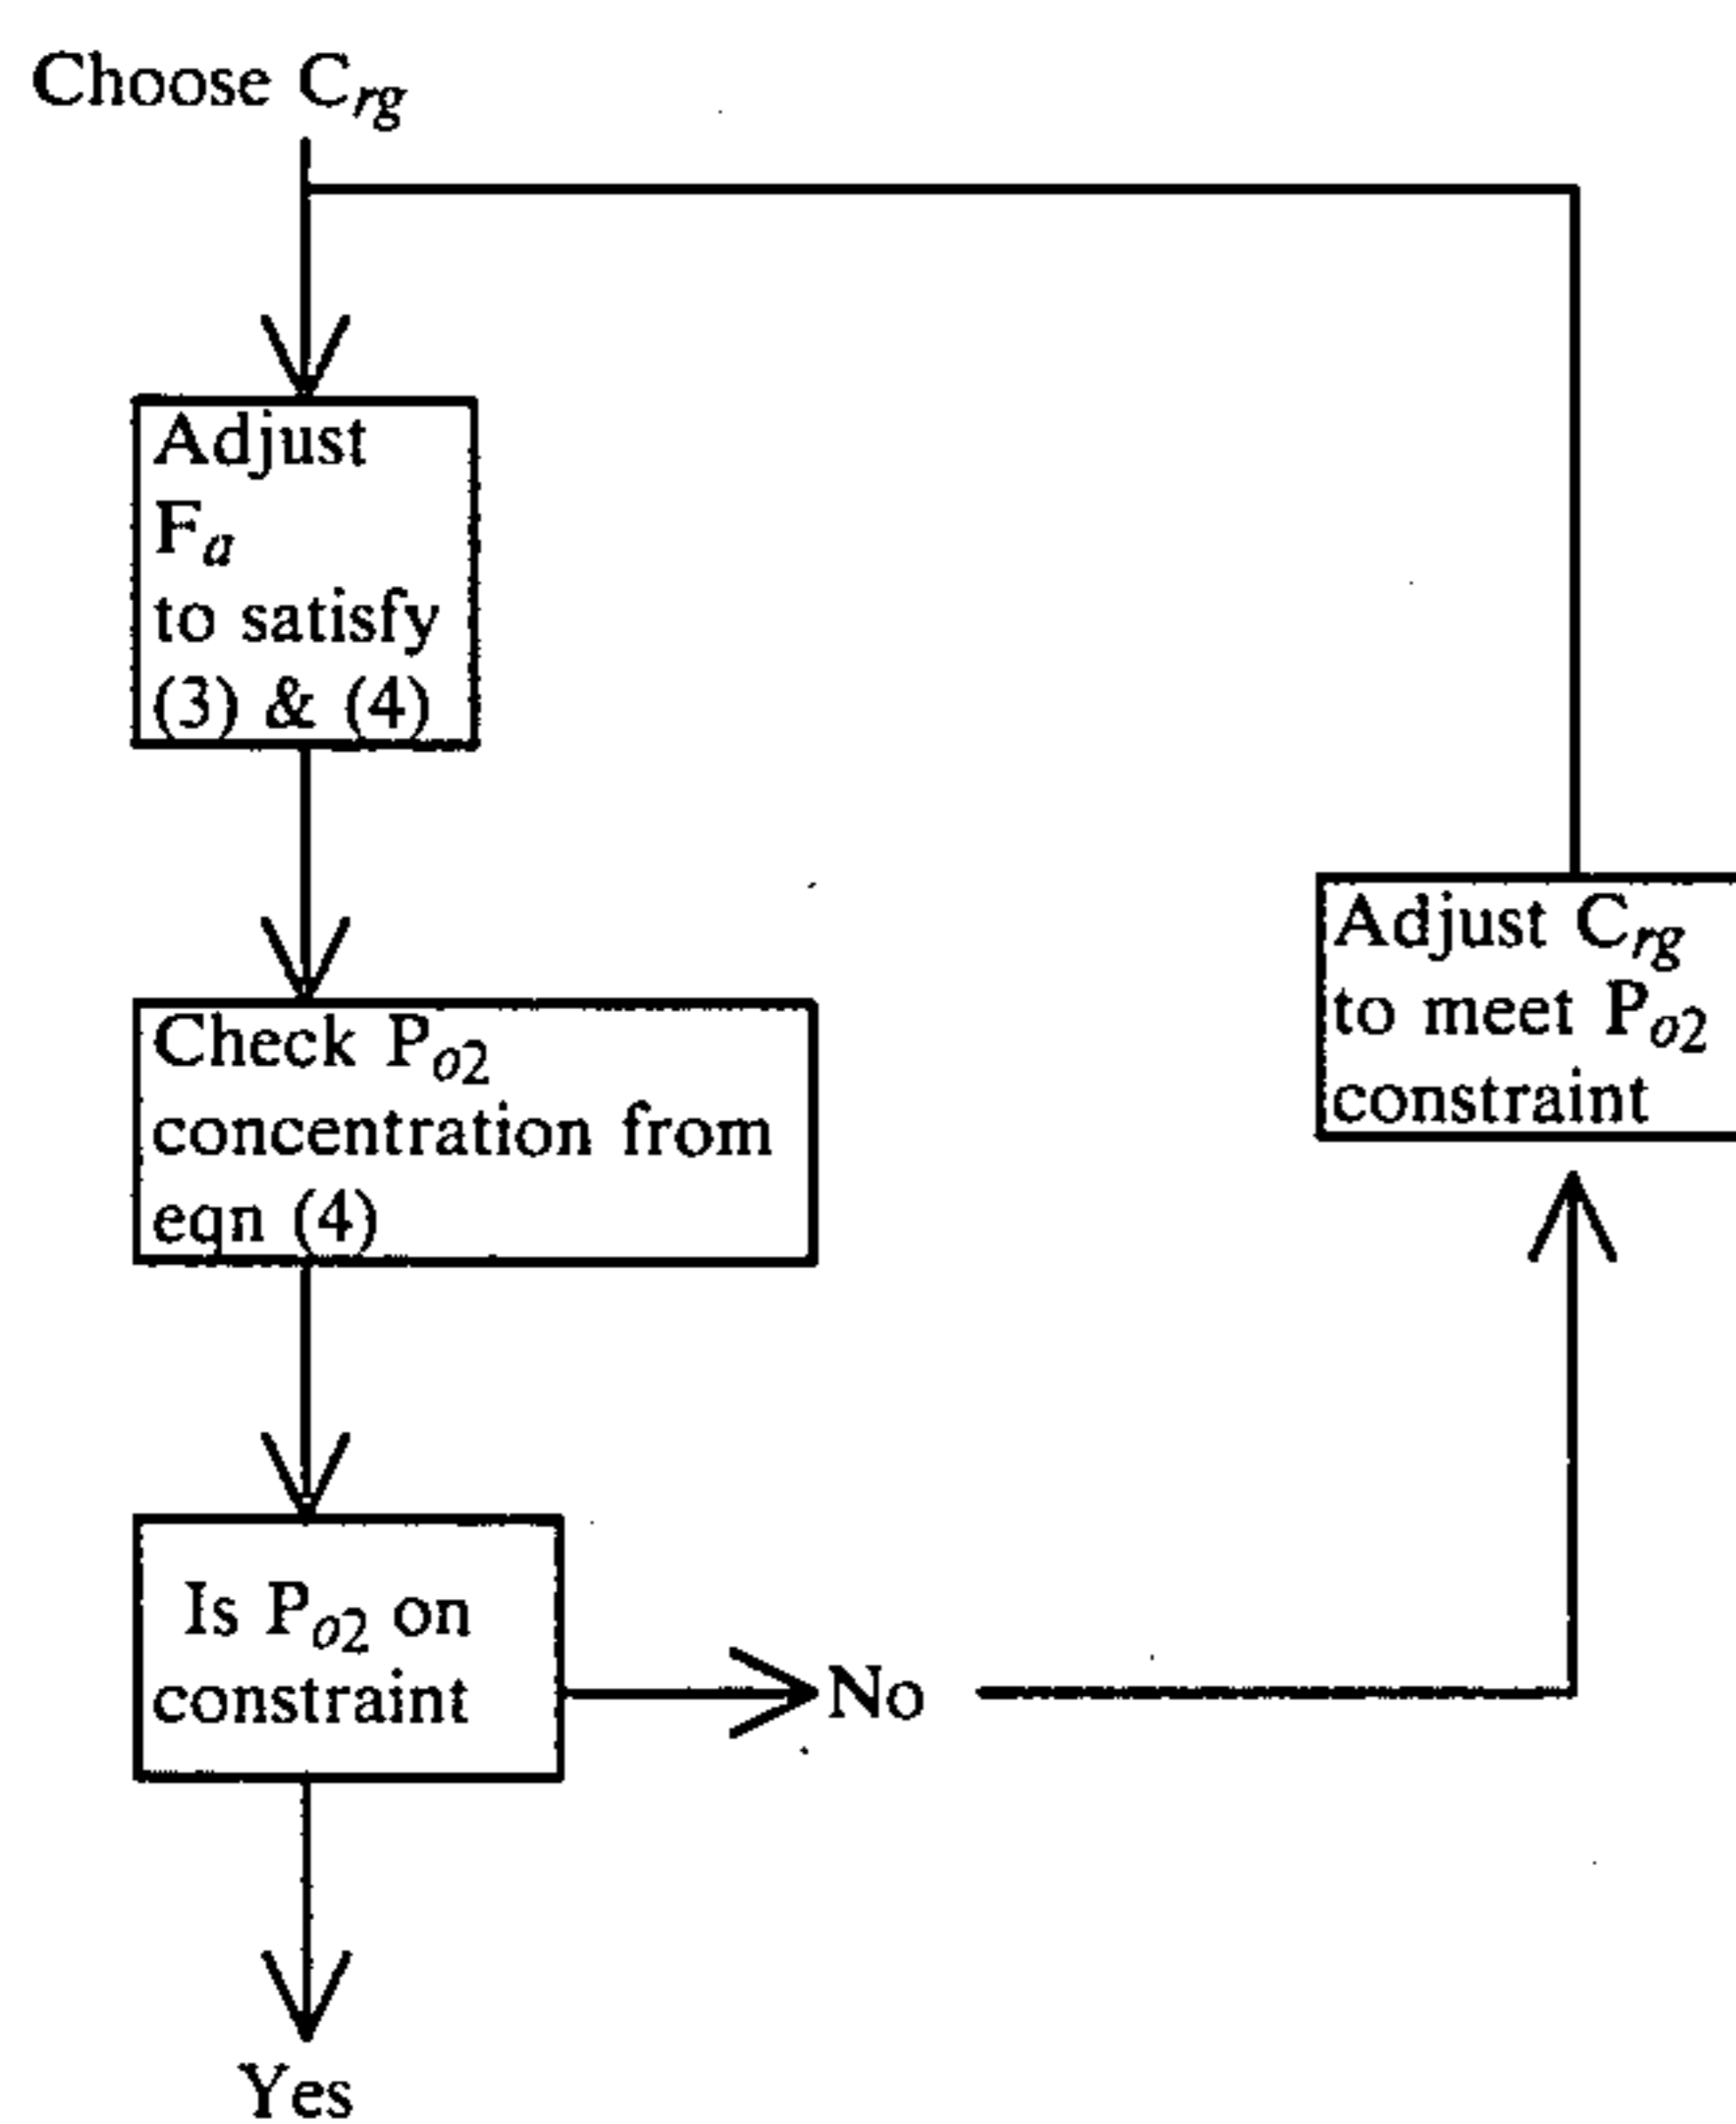 Choose C_rg
Adjust
F_a
to satisfy
(3) & (4)
Check P_o2
concentration from
eqn (4)
Is P_o2 on
constraint
No
Yes
Adjust C_rg
to meet P_o2
constraint